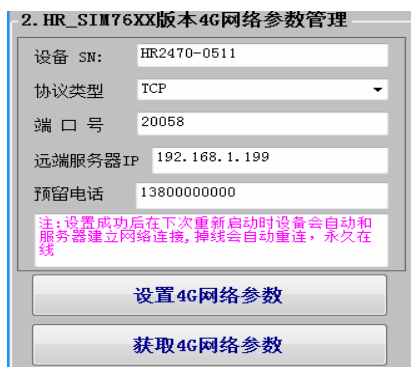 2. HR_SIM76XX版本4G网络参数管理
设备 SN: HR2470-0511
协议类型 TCP
端 口 号 20058
远端服务器IP 192.168.1.199
预留电话 13800000000
注:设置成功后在下次重新启动时设备会自动和
服务器建立网络连接,掉线会自动重连，永久在
线
设置4G网络参数
获取4G网络参数